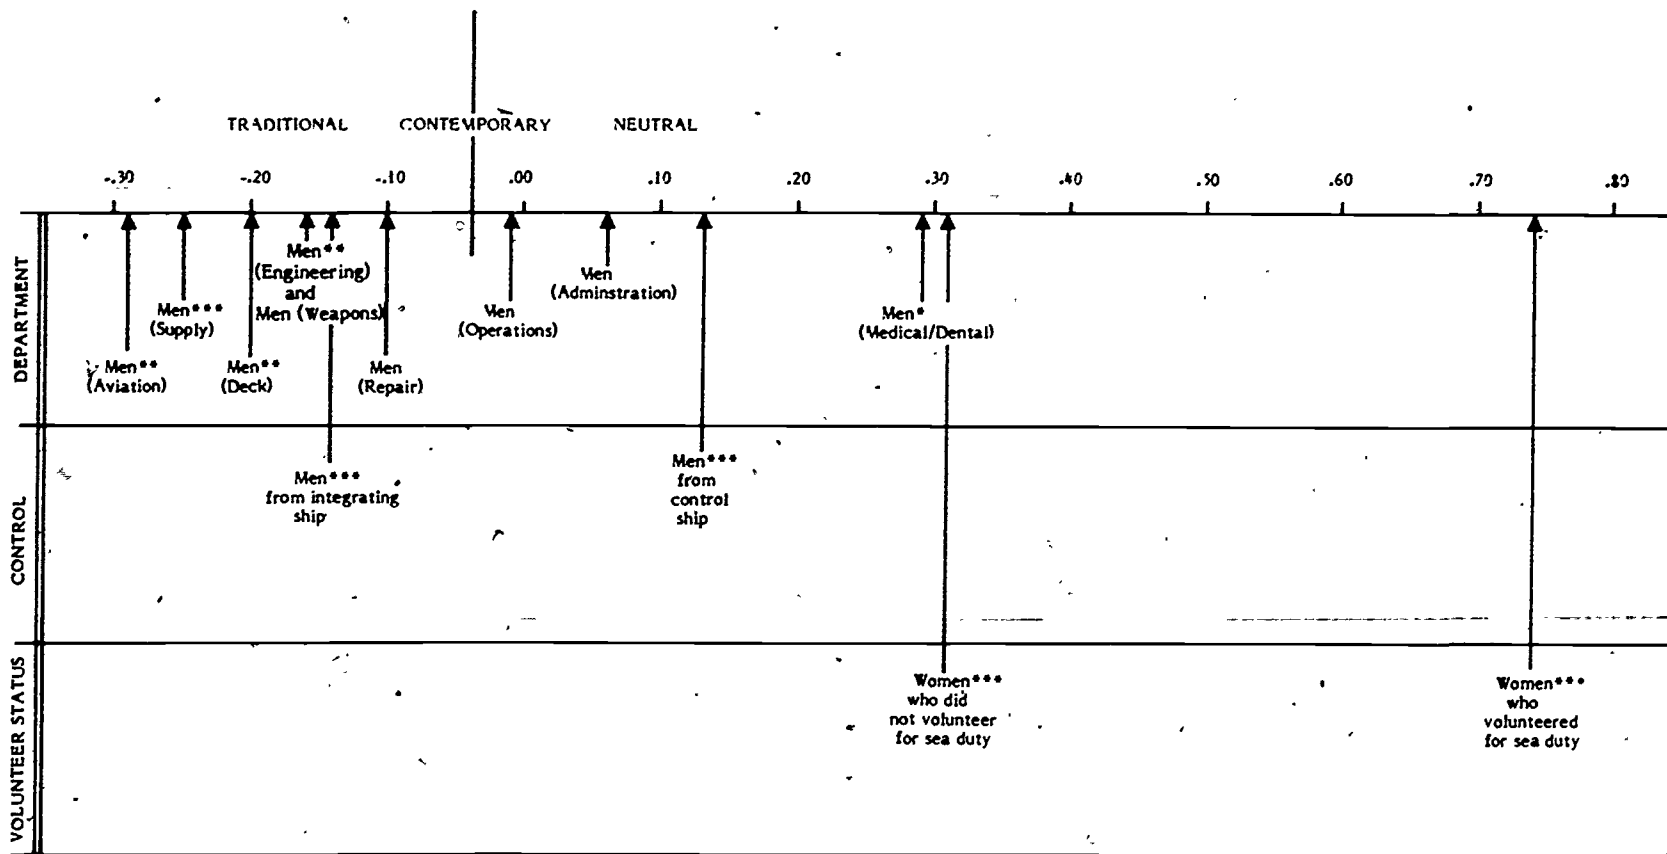 TRADITIONAL CONTEMPORARY NEUTRAL
-.30 -.20 -.10 .00 .10 .20 .30 .40 .50 .60 .70 .80
DEPARTMENT
Men**
(Aviation)
Men***
(Supply)
Men**
(Deck)
Men**
(Engineering)
and
Men (Weapons)
Men
(Repair)
Men
(Operations)
Men
(Adminstration)
Men*
(Medical/Dental)
CONTROL
Men***
from integrating
ship
Men***
from
control
ship
VOLUNTEER STATUS
Women***
who did
not volunteer
for sea duty
Women***
who
volunteered
for sea duty